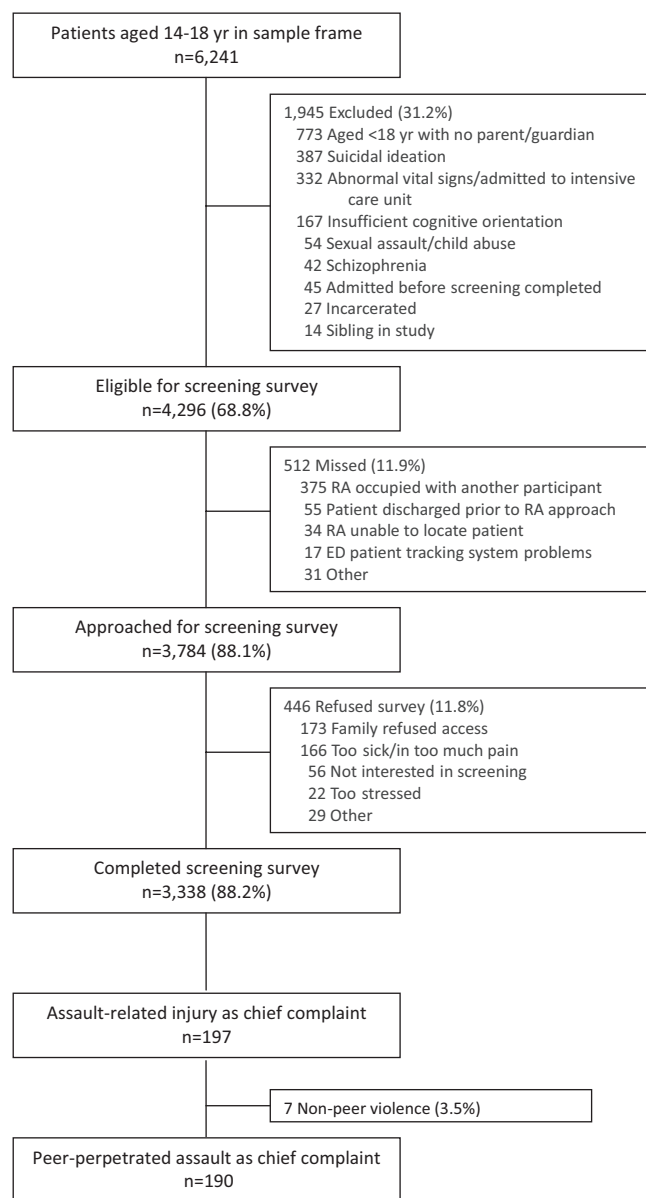 Patients aged 14-18 yr in sample frame
n=6,241
1,945 Excluded (31.2%)
773 Aged <18 yr with no parent/guardian
387 Suicidal ideation
332 Abnormal vital signs/admitted to intensive
care unit
167 Insufficient cognitive orientation
54 Sexual assault/child abuse
42 Schizophrenia
45 Admitted before screening completed
27 Incarcerated
14 Sibling in study
Eligible for screening survey
n=4,296 (68.8%)
512 Missed (11.9%)
375 RA occupied with another participant
55 Patient discharged prior to RA approach
34 RA unable to locate patient
17 ED patient tracking system problems
31 Other
Approached for screening survey
n=3,784 (88.1%)
446 Refused survey (11.8%)
173 Family refused access
166 Too sick/in too much pain
56 Not interested in screening
22 Too stressed
29 Other
Completed screening survey
n=3,338 (88.2%)
Assault-related injury as chief complaint
n=197
7 Non-peer violence (3.5%)
Peer-perpetrated assault as chief complaint
n=190